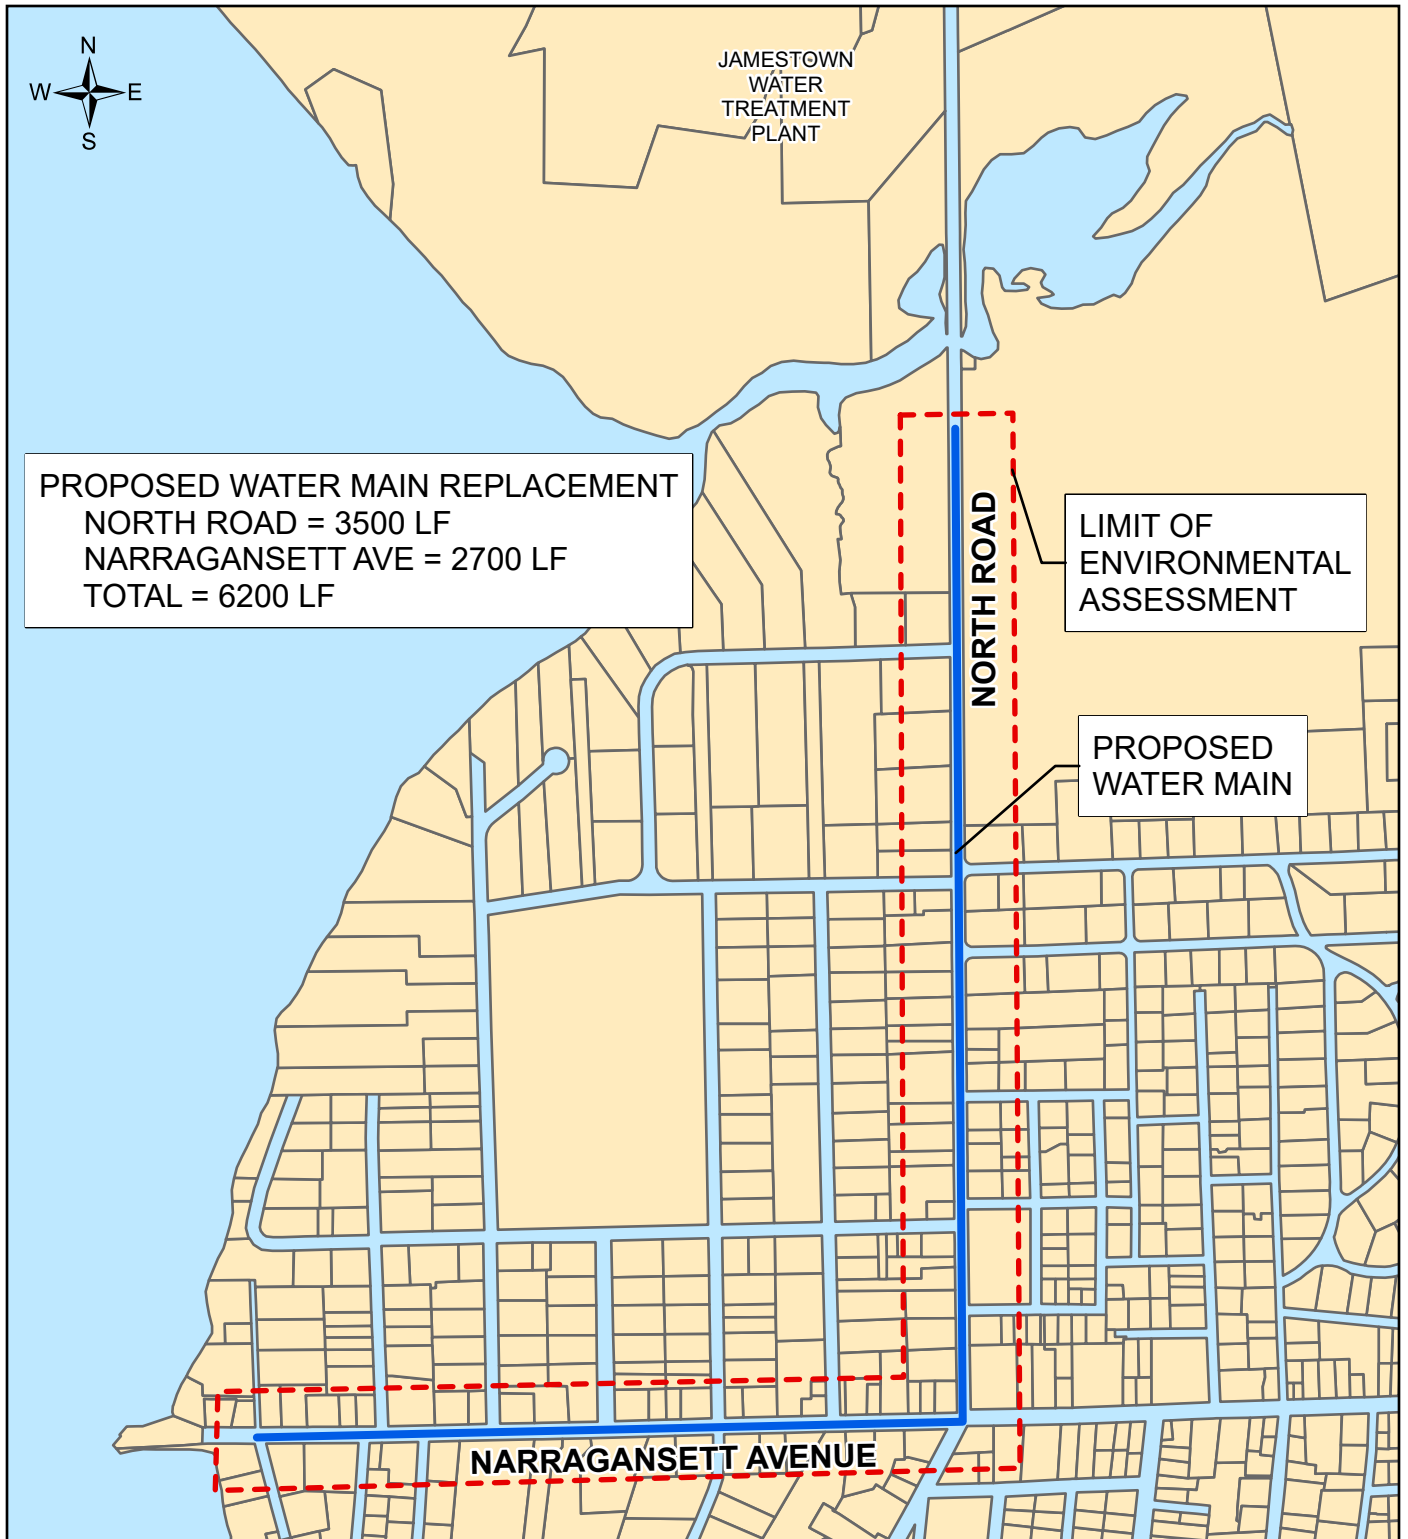 N
W E
S
JAMESTOWN
WATER
TREATMENT
PLANT
PROPOSED WATER MAIN REPLACEMENT
NORTH ROAD = 3500 LF
NARRAGANSETT AVE = 2700 LF
TOTAL = 6200 LF
NORTH ROAD
LIMIT OF
ENVIRONMENTAL
ASSESSMENT
PROPOSED
WATER MAIN
NARRAGANSETT AVENUE